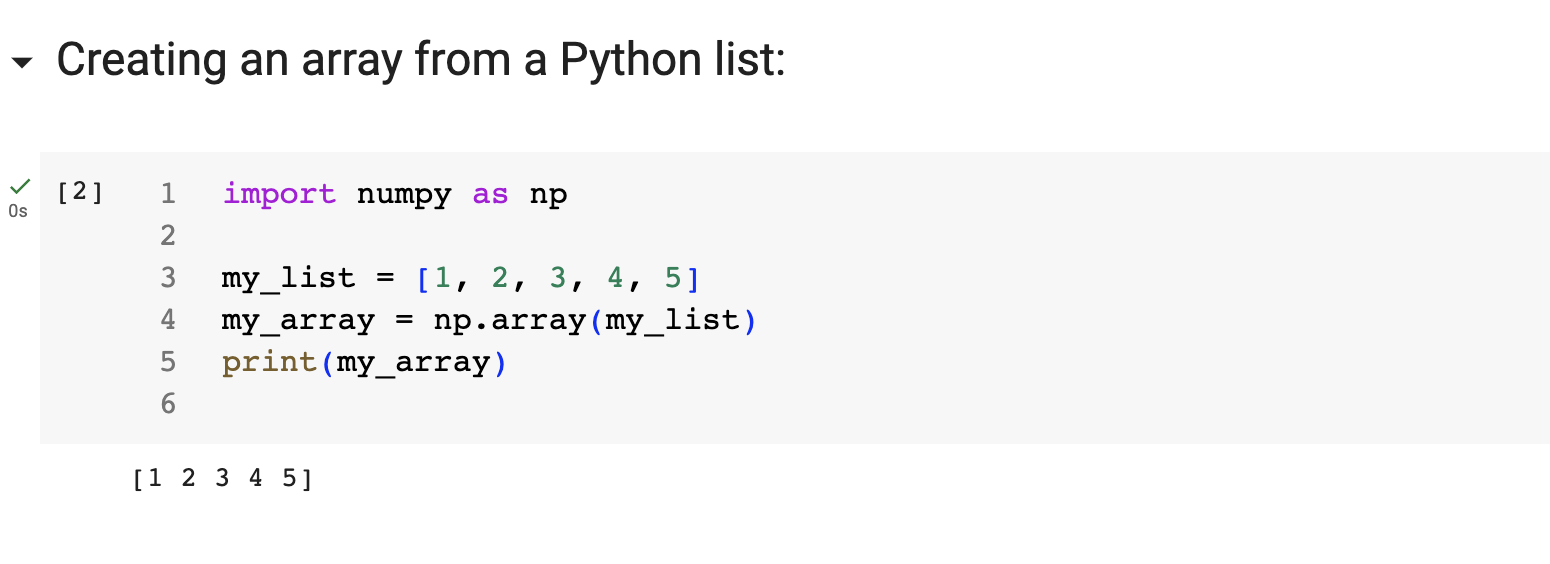 Creating an array from a Python list:
[2] 1 import numpy as np
0s 2
3 my_list = [1, 2, 3, 4, 5]
4 my_array = np.array(my_list)
5 print(my_array)
6
[1 2 3 4 5]